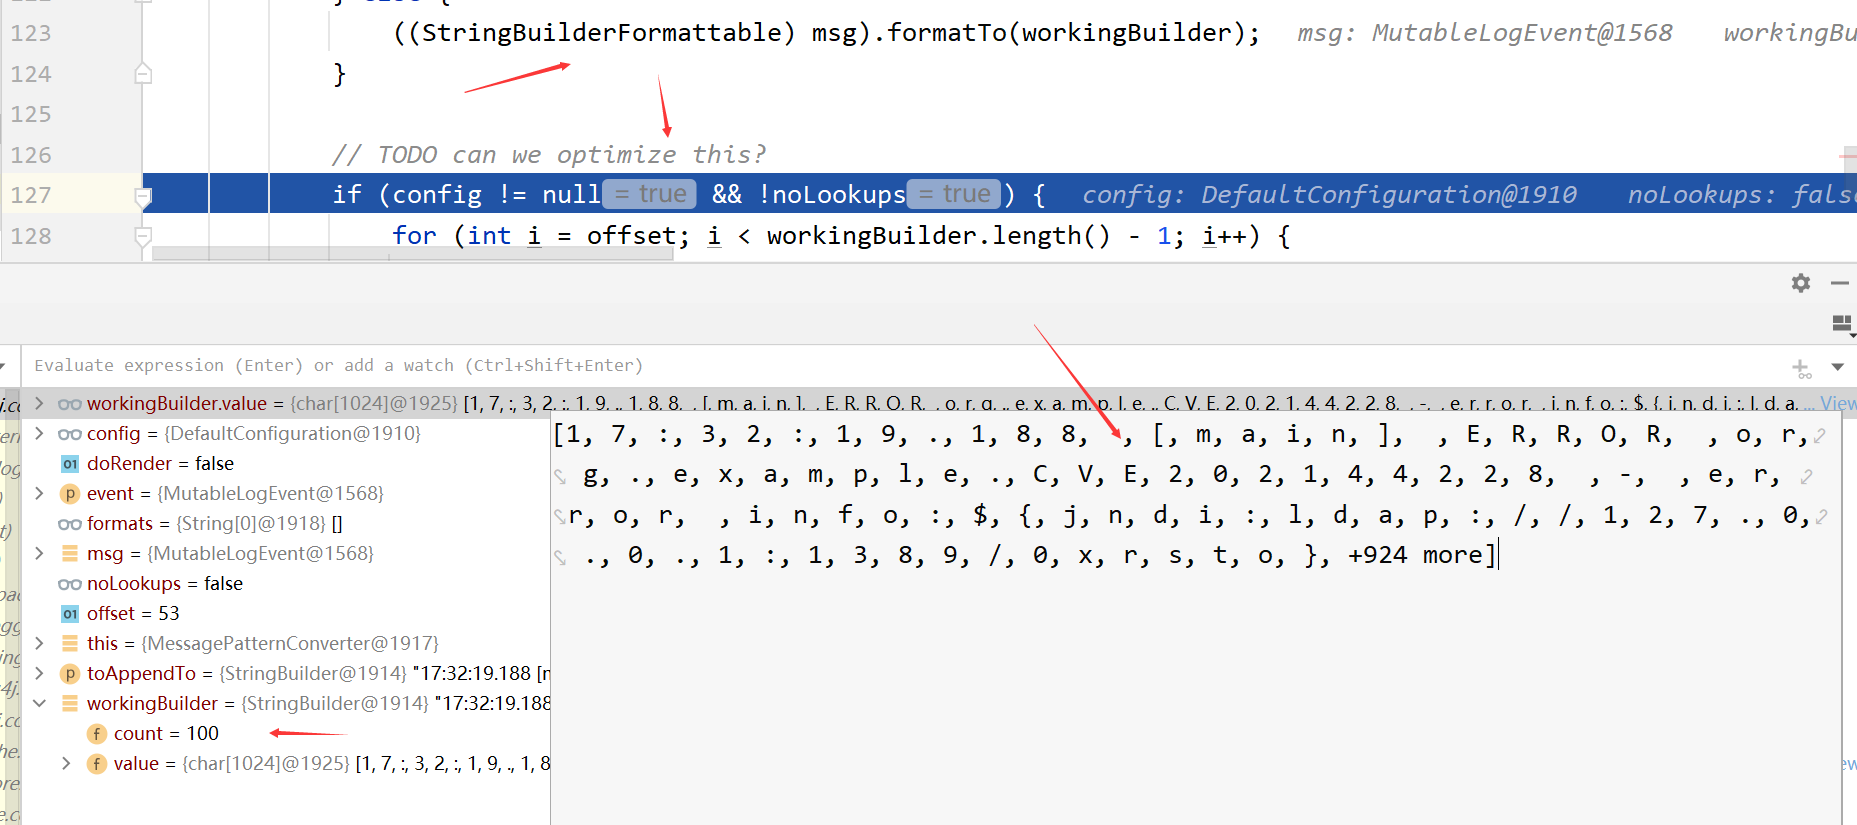 123 ((StringBuilderFormattable) msg).formatTo(workingBuilder); msg: MutableLogEvent@1568 workingBu
124 }
125
126 // TODO can we optimize this?
127 if (config != null = true && !noLookups = true ) { config: DefaultConfiguration@1910 noLookups: false
128 for (int i = offset; i < workingBuilder.length() - 1; i++) {
Evaluate expression (Enter) or add a watch (Ctrl+Shift+Enter)
workingBuilder.value = {char[1024]@1925} [1, 7, :, 3, 2, :, 1, 9, ., 1, 8, 8,  , [, m, a, i, n, ],  , E, R, R, O, R,  , o, r, g, ., e, x, a, m, p, l, e, ., C, V, E, 2, 0, 2, 1, 4, 4, 2, 2, 8,  , -,  , e, r, r, o, r,  , i, n, f, o, :, $, {, j, n, d, i, :, l, d, a, ... View
config = {DefaultConfiguration@1910}
doRender = false
event = {MutableLogEvent@1568}
formats = {String[0]@1918} []
msg = {MutableLogEvent@1568}
noLookups = false
offset = 53
this = {MessagePatternConverter@1917}
toAppendTo = {StringBuilder@1914} "17:32:19.188 [m
workingBuilder = {StringBuilder@1914} "17:32:19.188
count = 100
value = {char[1024]@1925} [1, 7, :, 3, 2, :, 1, 9, ., 1, 8
[1, 7, :, 3, 2, :, 1, 9, ., 1, 8, 8,  , [, m, a, i, n, ],  , E, R, R, O, R,  , o, r,
g, ., e, x, a, m, p, l, e, ., C, V, E, 2, 0, 2, 1, 4, 4, 2, 2, 8,  , -,  , e, r,
r, o, r,  , i, n, f, o, :, $, {, j, n, d, i, :, l, d, a, p, :, /, /, 1, 2, 7, ., 0,
., 0, ., 1, :, 1, 3, 8, 9, /, 0, x, r, s, t, o, }, +924 more]